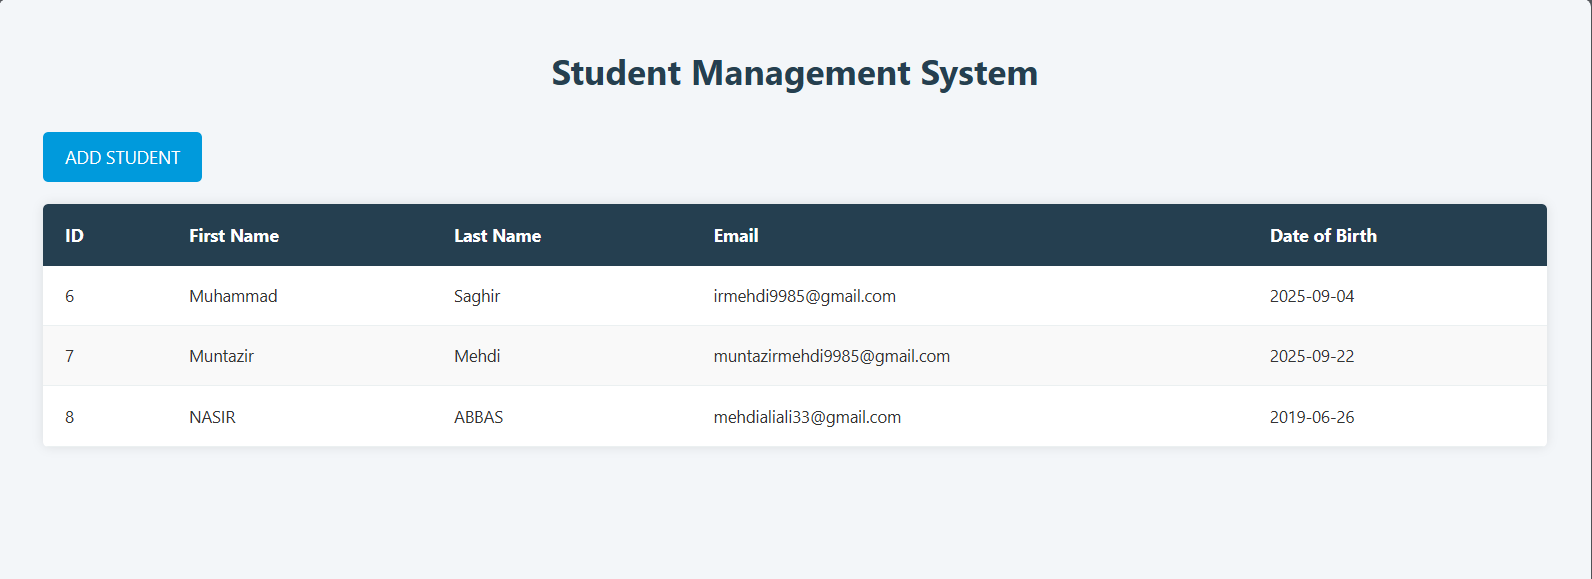 Student Management System
ADD STUDENT
ID First Name Last Name Email Date of Birth
6 Muhammad Saghir irmehdi9985@gmail.com 2025-09-04
7 Muntazir Mehdi muntazirmehdi9985@gmail.com 2025-09-22
8 NASIR ABBAS mehdialiali33@gmail.com 2019-06-26